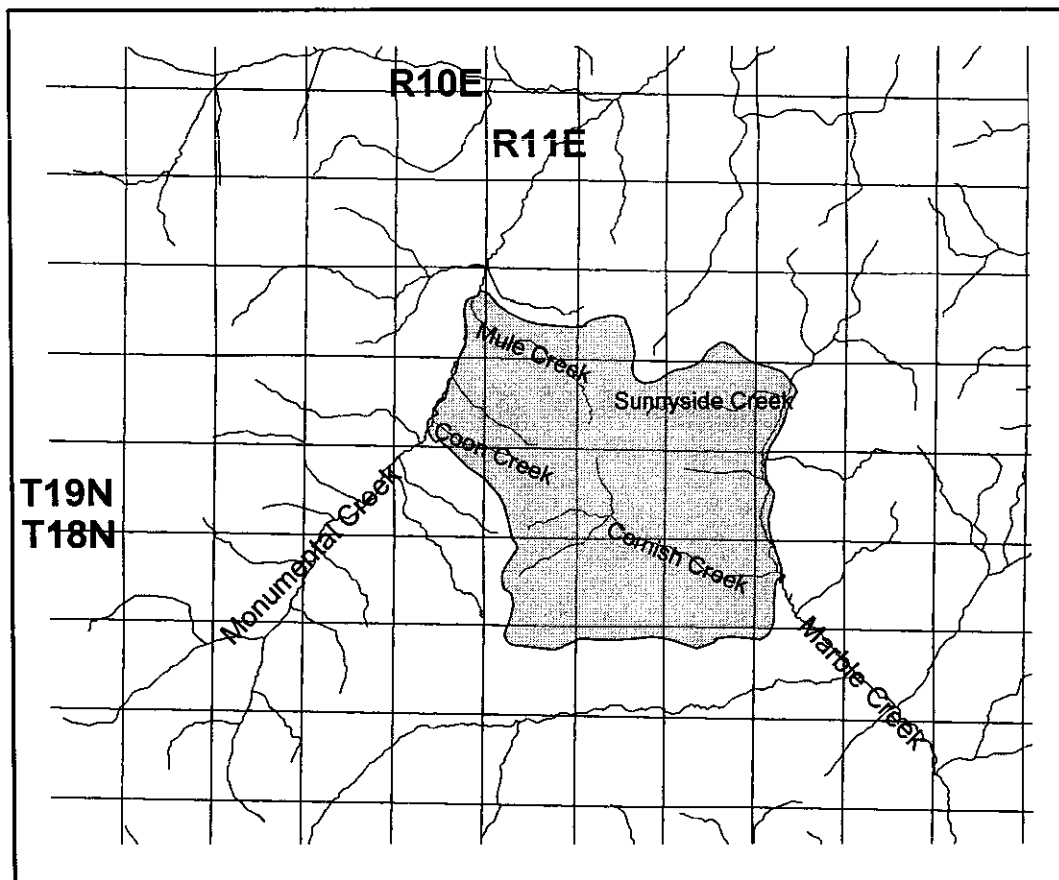 R10E
R11E
Mule Creek
Sunnyside Creek
Coon Creek
T19N
T18N
Monumental Creek
Cornish Creek
Marble Creek